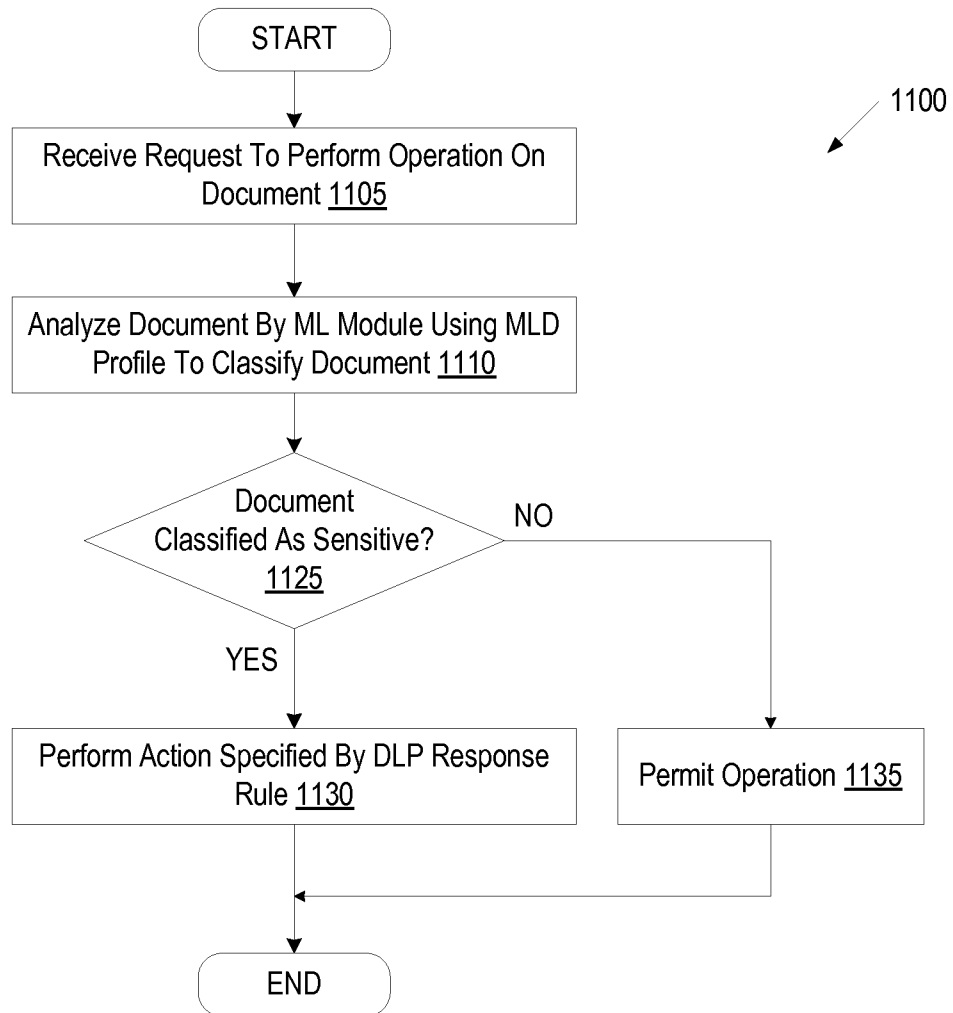 START
1100
Receive Request To Perform Operation On
Document 1105
Analyze Document By ML Module Using MLD
Profile To Classify Document 1110
Document
Classified As Sensitive?
1125
NO
YES
Perform Action Specified By DLP Response
Rule 1130
Permit Operation 1135
END